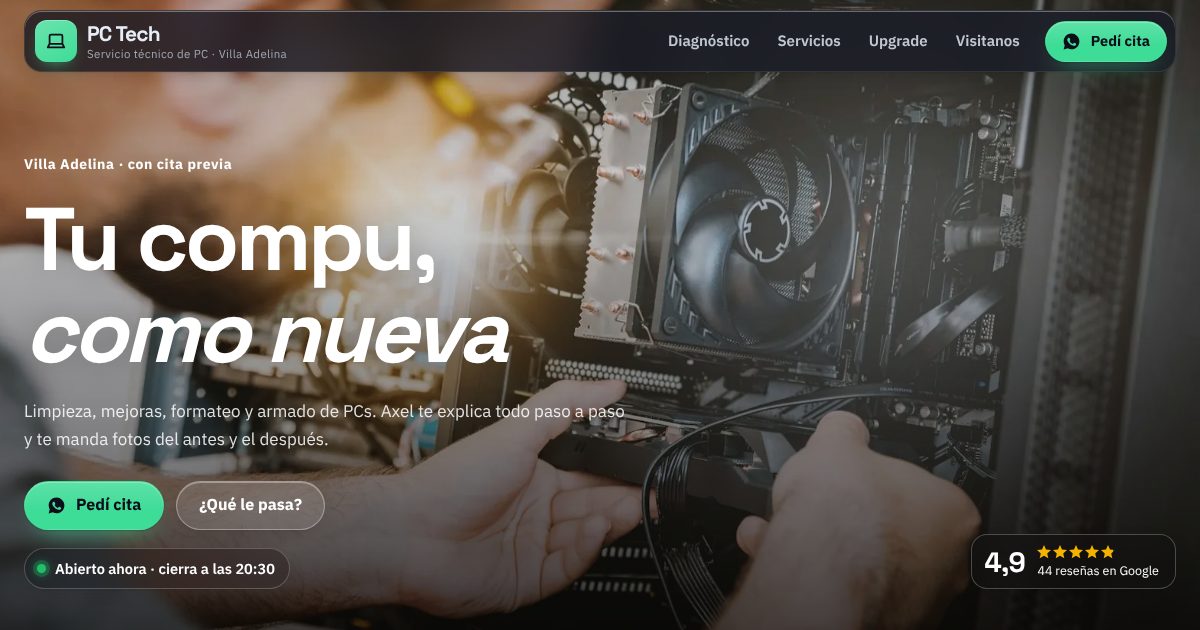 PC Tech
Servicio técnico de PC · Villa Adelina
Diagnóstico
Servicios
Upgrade
Visitanos
Pedí cita
Villa Adelina · con cita previa
Tu compu,
como nueva
Limpieza, mejoras, formateo y armado de PCs. Axel te explica todo paso a paso
y te manda fotos del antes y el después.
Pedí cita
¿Qué le pasa?
Abierto ahora · cierra a las 20:30
4,9
44 reseñas en Google